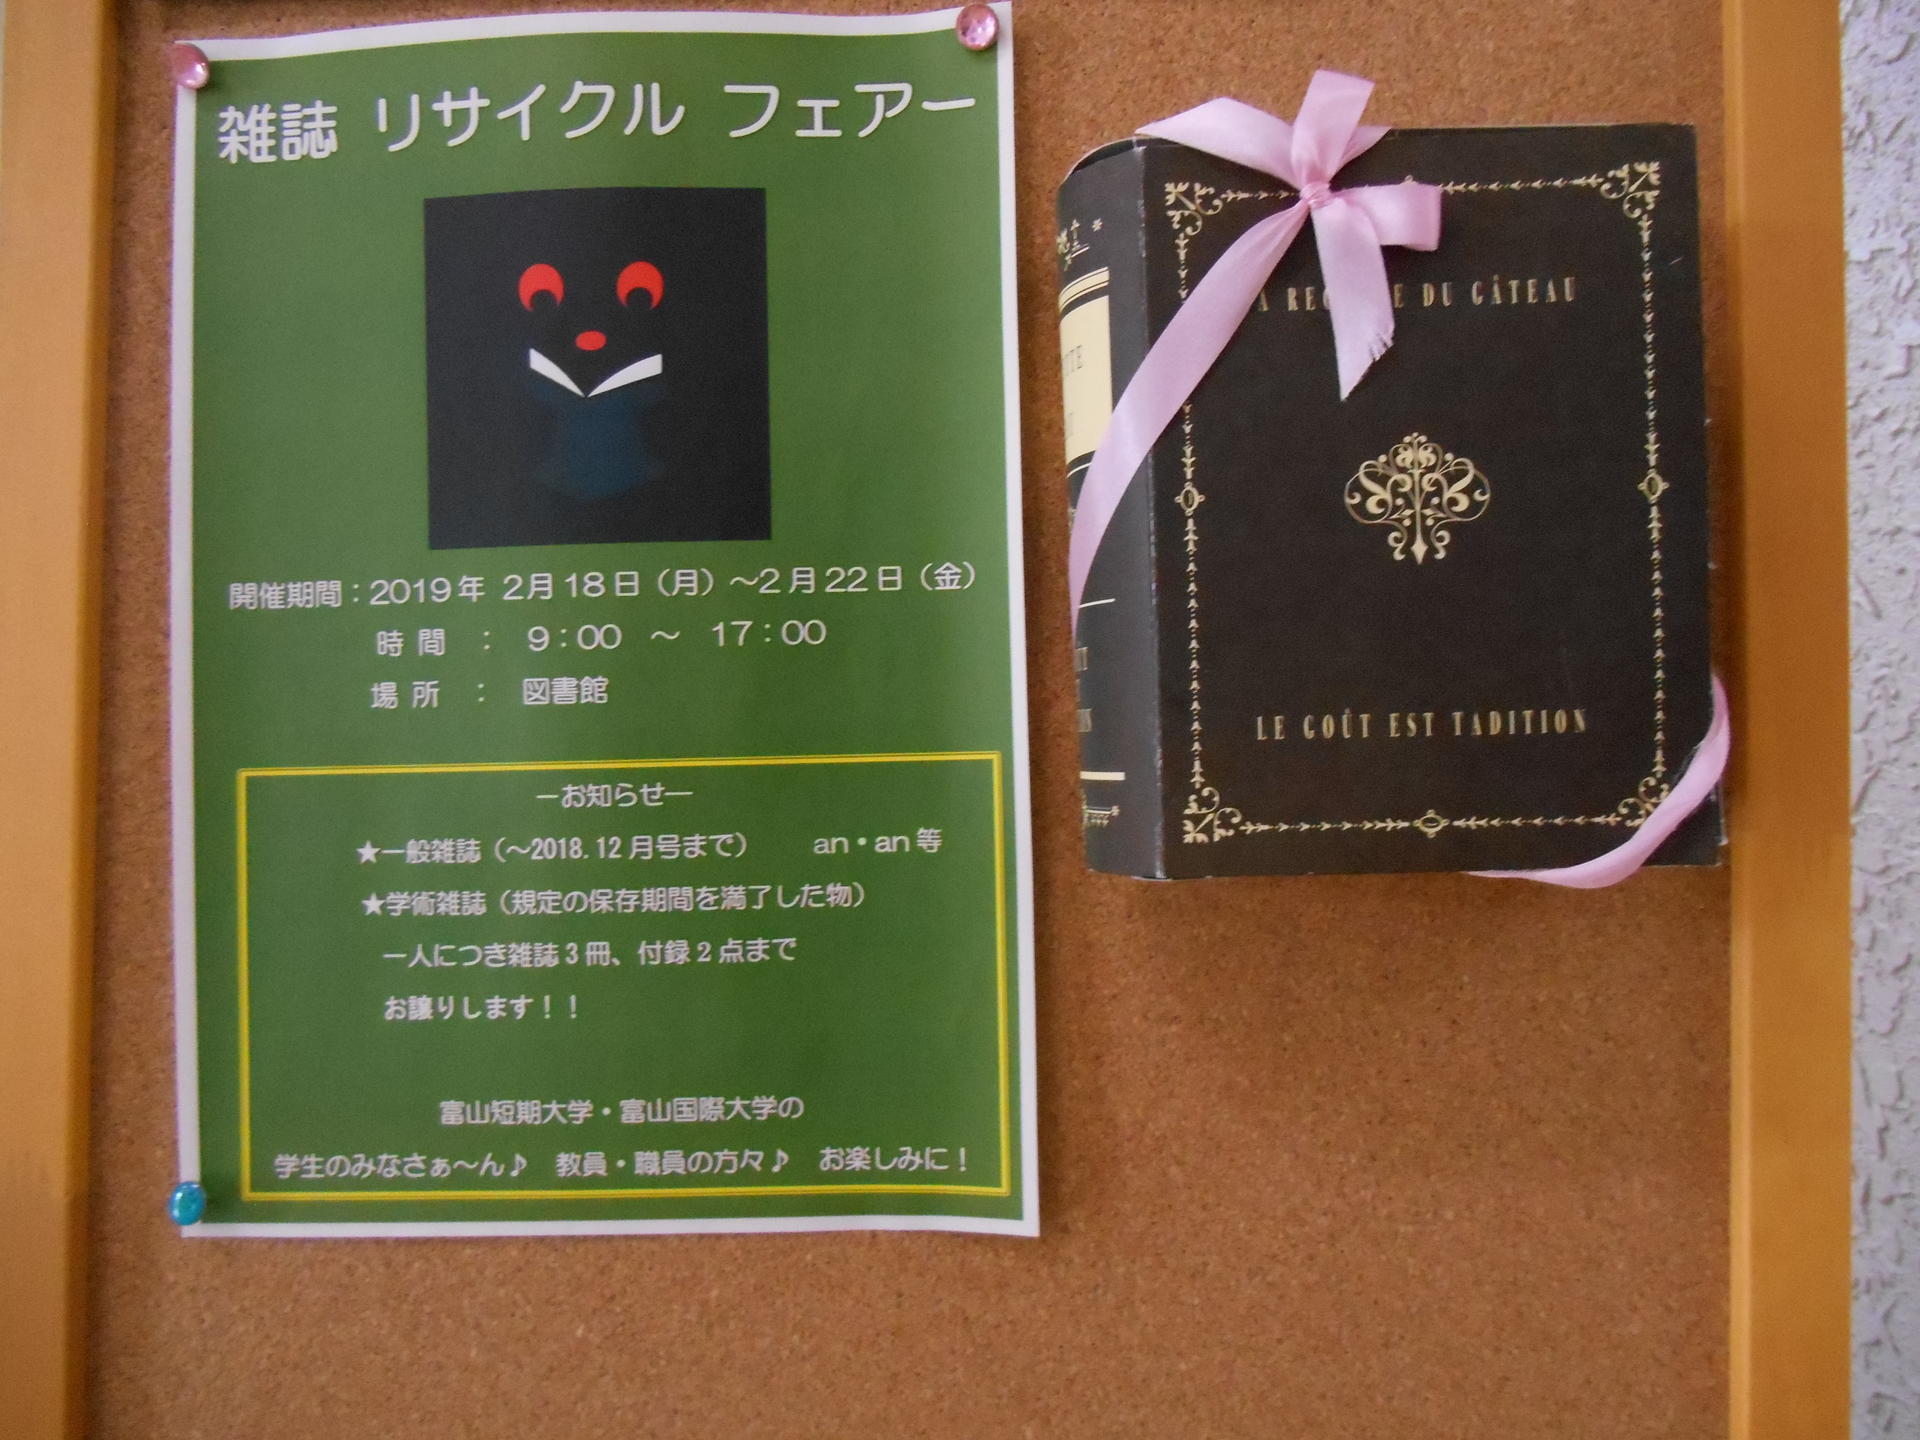 雑誌 リサイクル フェアー
開催期間：2019年 2月18日（月）～2月22日（金）
時 間 ： 9：00 ～ 17：00
場 所 ： 図書館
－お知らせ－
★一般雑誌（～2018.12月号まで） an・an等
★学術雑誌（規定の保存期間を満了した物）
一人につき雑誌3冊、付録2点まで
お譲りします！！
富山短期大学・富山国際大学の
学生のみなさぁ～ん♪ 教員・職員の方々♪ お楽しみに！
DU GÂTEAU
LE GOÛT EST TADITION